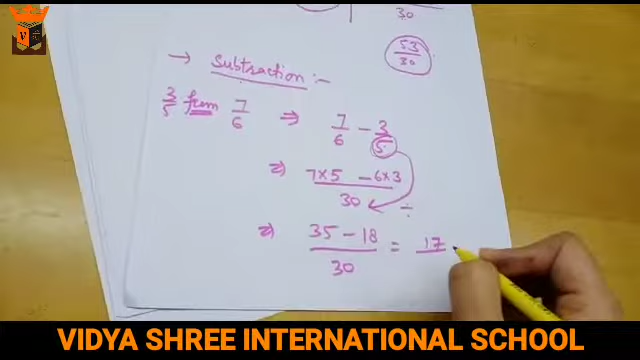 V
30
53/30
→ Subtraction :-
3/5 from 7/6 ⇒ 7/6 - 3/5
⇒ 7×5 - 6×3 / 30 ÷
⇒ 35 - 18 / 30 = 17
VIDYA SHREE INTERNATIONAL SCHOOL